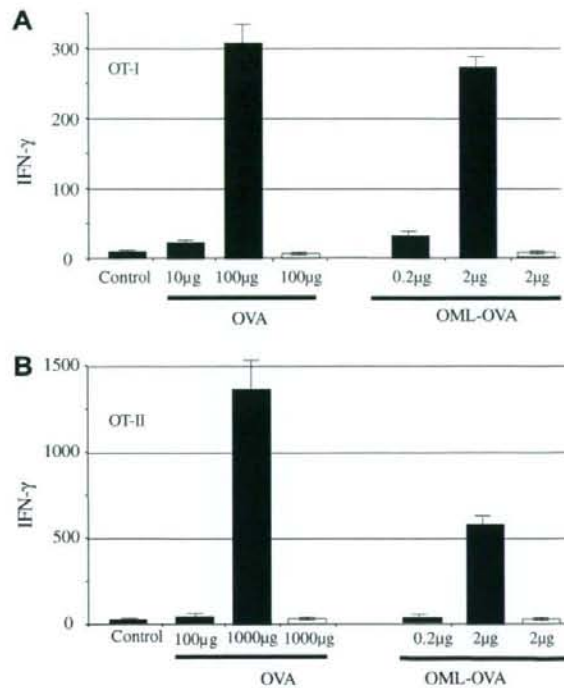 A
OT-I
IFN-γ
300
200
100
0
Control 10µg 100µg 100µg 0.2µg 2µg 2µg
OVA OML-OVA
B
OT-II
IFN-γ
1500
1000
500
0
Control 100µg 1000µg 1000µg 0.2µg 2µg 2µg
OVA OML-OVA